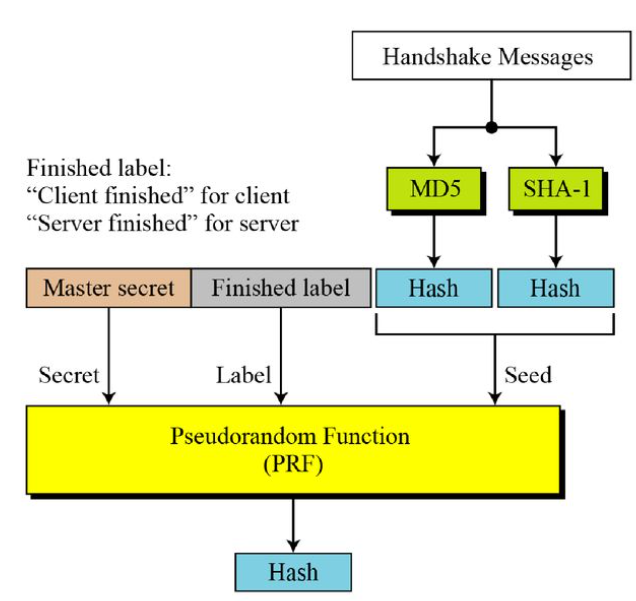 Handshake Messages
Finished label:
“Client finished” for client
“Server finished” for server
MD5
SHA-1
Master secret
Finished label
Hash
Hash
Secret
Label
Seed
Pseudorandom Function
(PRF)
Hash